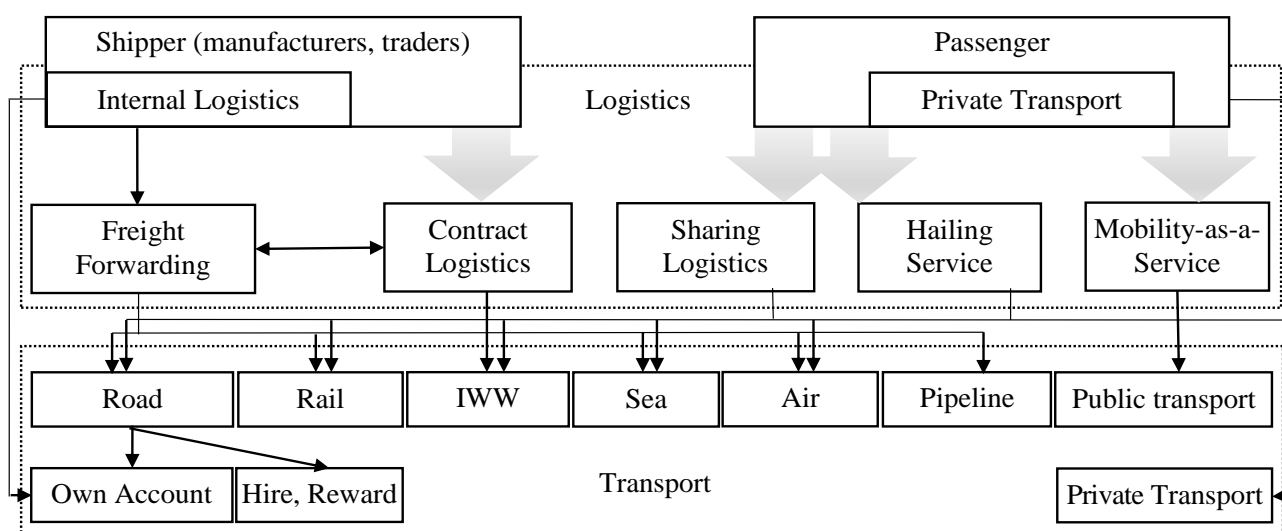 Shipper (manufacturers, traders)
Passenger
Internal Logistics
Logistics
Private Transport
Freight
Forwarding
Contract
Logistics
Sharing
Logistics
Hailing
Service
Mobility-as-a-
Service
Road
Rail
IWW
Sea
Air
Pipeline
Public transport
Own Account
Hire, Reward
Transport
Private Transport